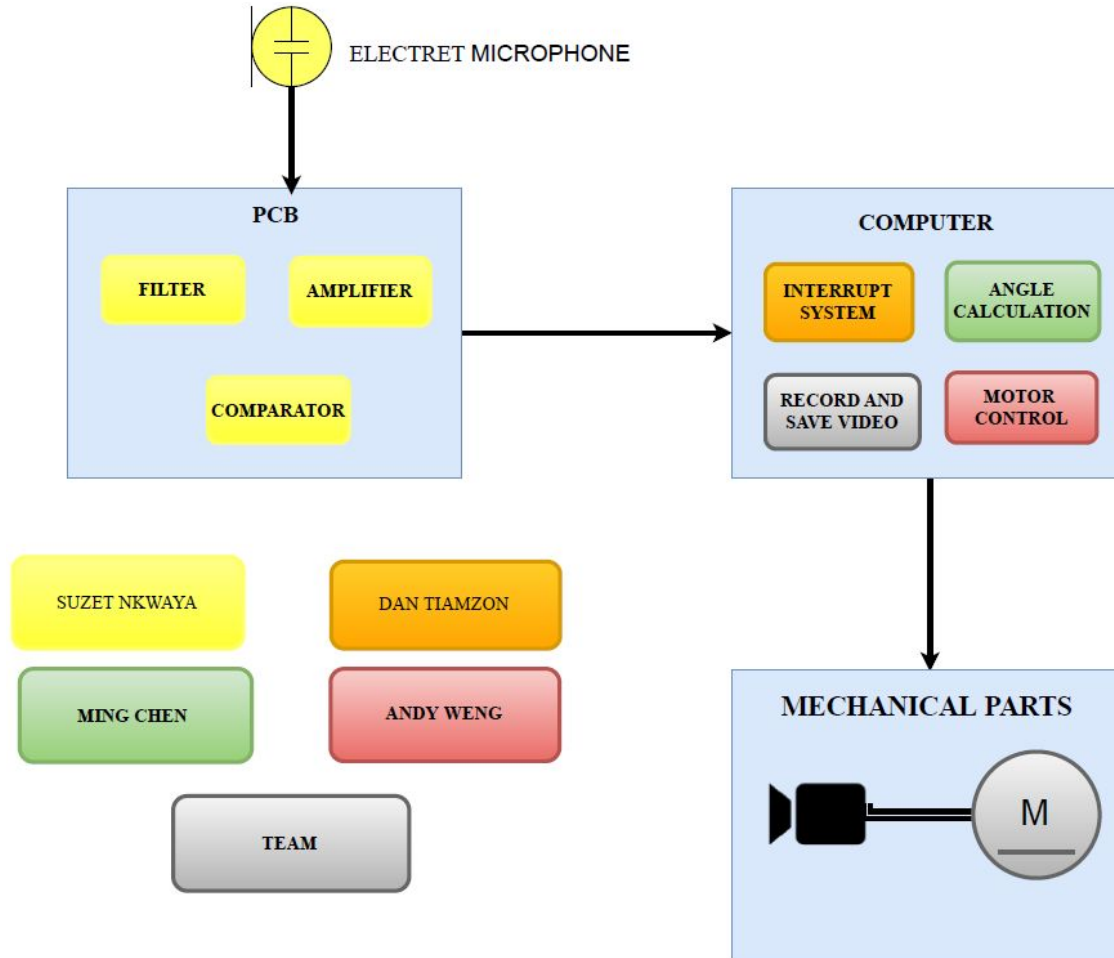 ELECTRET MICROPHONE
PCB
FILTER
AMPLIFIER
COMPARATOR
COMPUTER
INTERRUPT
SYSTEM
ANGLE
CALCULATION
RECORD AND
SAVE VIDEO
MOTOR
CONTROL
SUZET NKWAYA
DAN TIAMZON
MING CHEN
ANDY WENG
TEAM
MECHANICAL PARTS
M